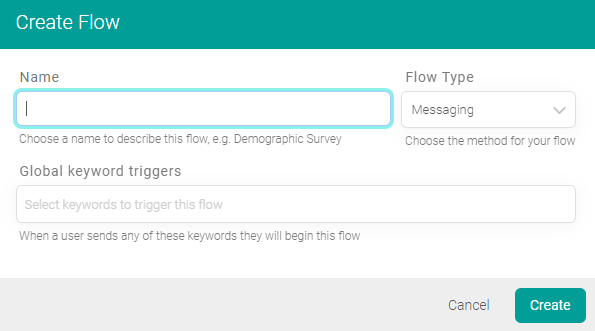 Create Flow
Name
Flow Type
Messaging
Choose a name to describe this flow, e.g. Demographic Survey
Choose the method for your flow
Global keyword triggers
Select keywords to trigger this flow
When a user sends any of these keywords they will begin this flow
Cancel
Create